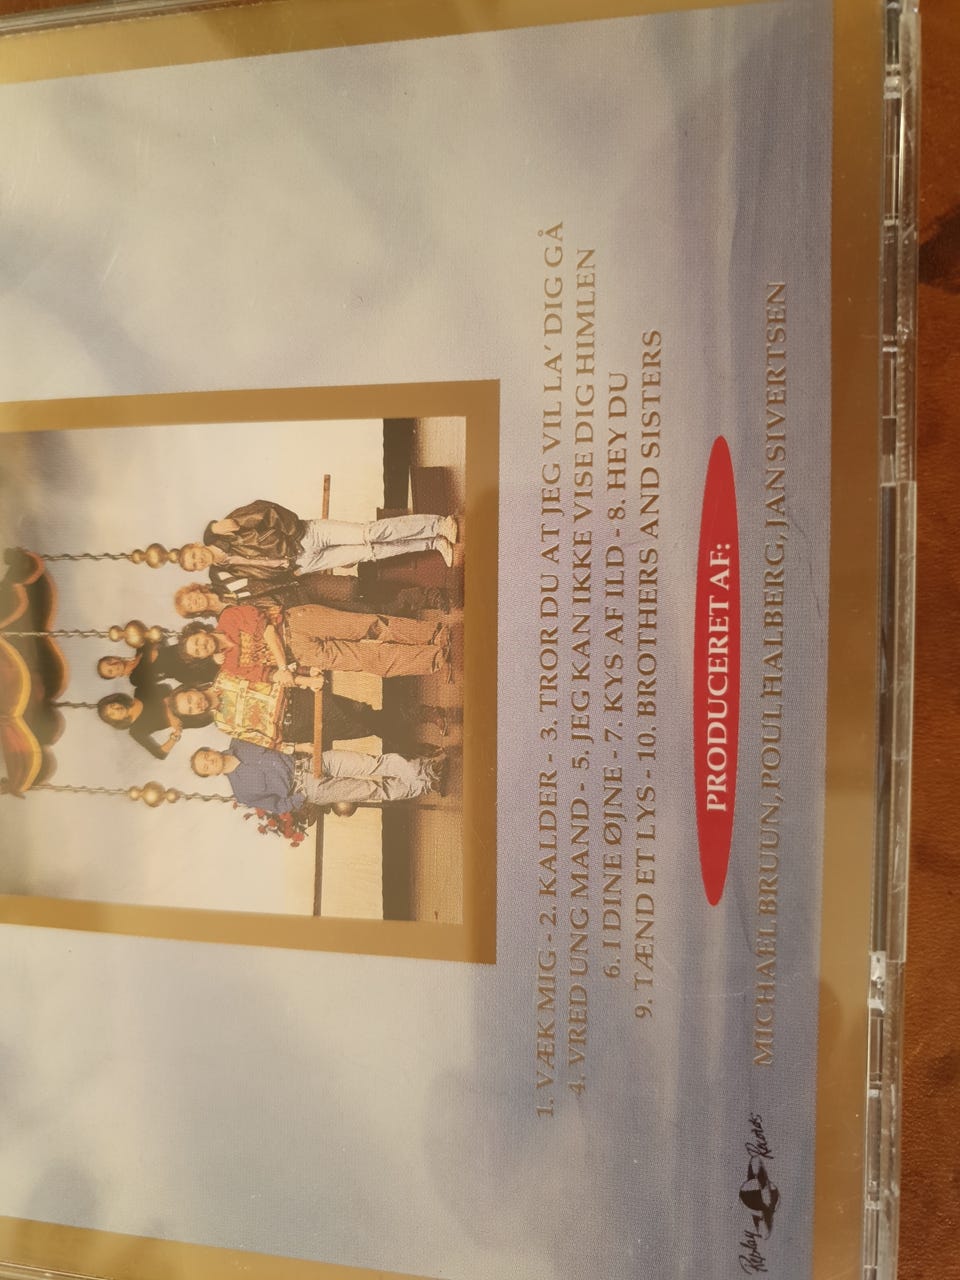 1. VÆK MIG - 2. KALDER - 3. TROR DU AT JEG VIL LA' DIG GÅ
4. VRED UNG MAND - 5. JEG KAN IKKE VISE DIG HIMLEN
6. I DINE ØJNE - 7. KYS AF ILD - 8. HEY DU
9. TÆND ET LYS - 10. BROTHERS AND SISTERS
PRODUCERET AF:
MICHAEL BRUUN, POUL HALBERG, JAN SIVERTSEN
Replay Records